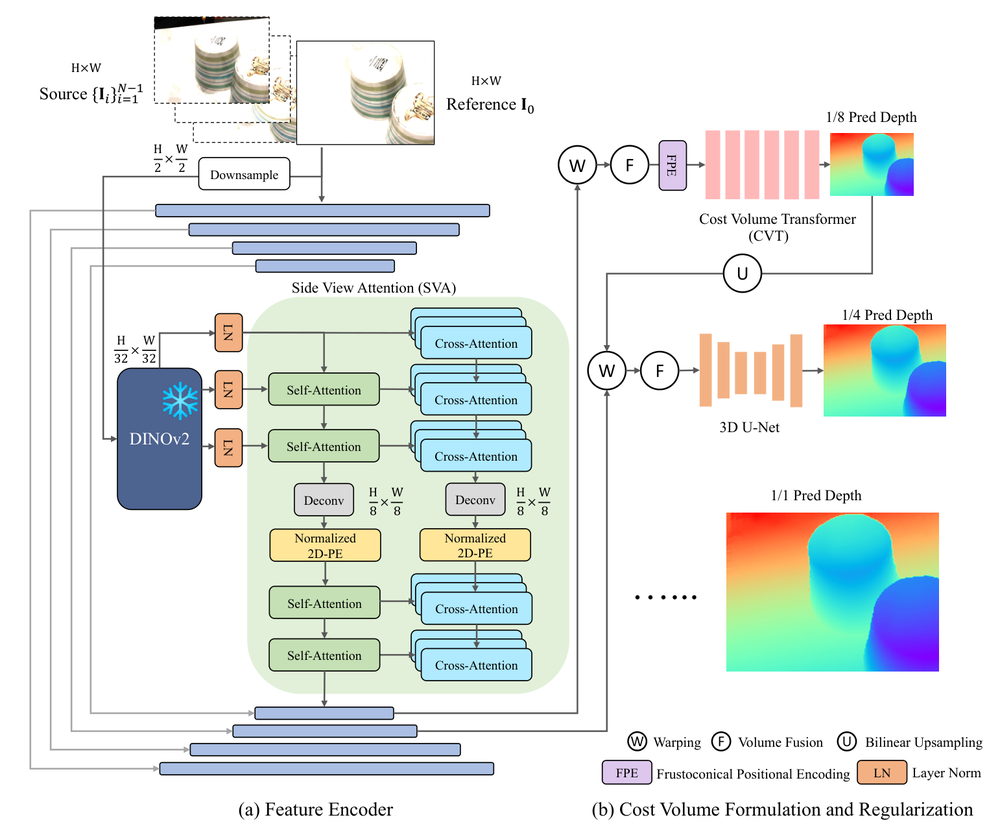 H×W
Source {I_i}_{i=1}^{N−1}
H×W
Reference I_0
H/2 × W/2
Downsample
Side View Attention (SVA)
H/32 × W/32
DINOv2
LN
LN
LN
Cross-Attention
Self-Attention
Cross-Attention
Self-Attention
Cross-Attention
Deconv
H/8 × W/8
Deconv
H/8 × W/8
Normalized
2D-PE
Normalized
2D-PE
Self-Attention
Cross-Attention
Self-Attention
Cross-Attention
(a) Feature Encoder
W
F
FPE
1/8 Pred Depth
Cost Volume Transformer
(CVT)
U
W
F
3D U-Net
1/4 Pred Depth
1/1 Pred Depth
......
W Warping
F Volume Fusion
U Bilinear Upsampling
FPE Frustoconical Positional Encoding
LN Layer Norm
(b) Cost Volume Formulation and Regularization